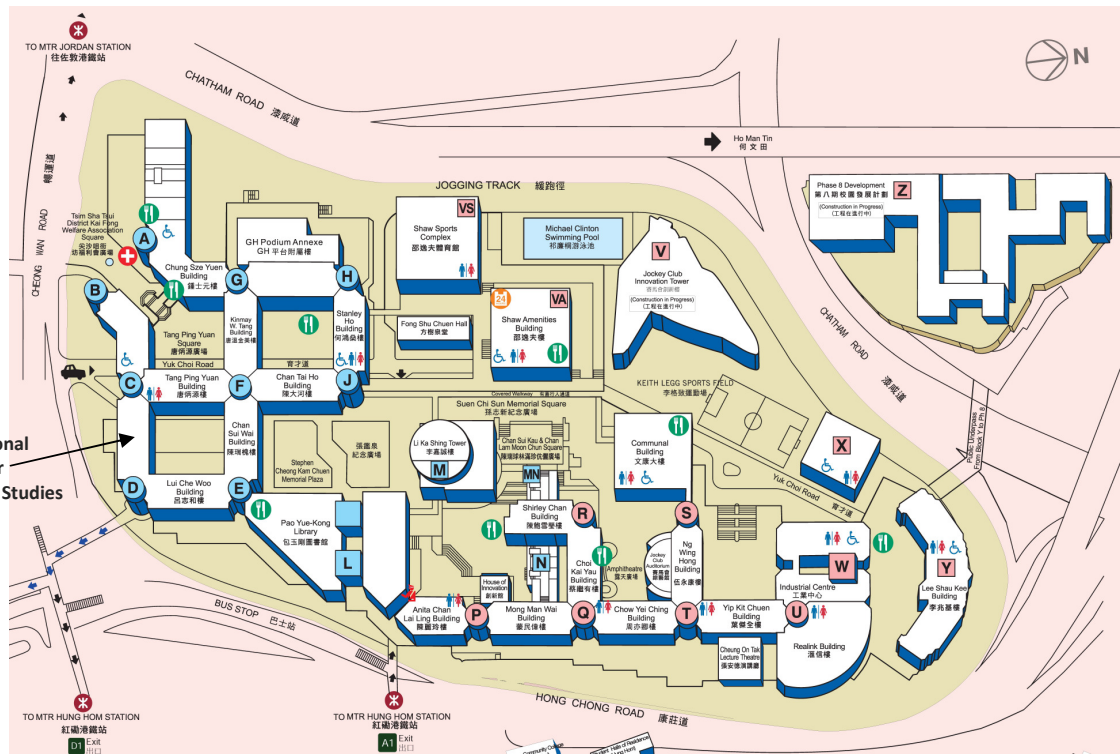 TO MTR JORDAN STATION
往佐敦港鐵站
CHATHAM ROAD 漆咸道
N
Ho Man Tin
何文田
CHEONG WAN ROAD 暢運道
JOGGING TRACK 緩跑徑
Phase 8 Development
第八期校園發展計劃
(Construction in Progress)
(工程在進行中)
Z
Tsim Sha Tsui
District Kai Fong
Welfare Association
Square
尖沙咀街
坊福利會廣場
A
Chung Sze Yuen
Building
鍾士元樓
GH Podium Annexe
GH 平台附屬樓
G
H
VS
Shaw Sports
Complex
邵逸夫體育館
Michael Clinton
Swimming Pool
祁廉桐游泳池
V
Jockey Club
Innovation Tower
賽馬會創新樓
(Construction in Progress)
(工程在進行中)
B
Tang Ping Yuan
Square
唐炳源廣場
Kinmay
W. Tang
Building
唐溫金美樓
Stanley
Ho
Building
何鴻燊樓
Fong Shu Chuen Hall
方樹泉堂
24
VA
Shaw Amenities
Building
邵逸夫樓
CHATHAM ROAD
漆咸道
Yuk Choi Road
育才道
C
Tang Ping Yuan
Building
唐炳源樓
F
Chan Tai Ho
Building
陳大河樓
J
Covered Walkway 有蓋行人通道
KEITH LEGG SPORTS FIELD
李格致運動場
Suen Chi Sun Memorial Square
孫志新紀念廣場
onal
r
Studies
Chan
Sui Wai
Building
陳瑞槐樓
Stephen
Cheong Kam Chuen
Memorial Plaza
張鑑泉
紀念廣場
Li Ka Shing Tower
李嘉誠樓
M
Chan Sui Kau & Chan
Lam Moon Chun Square
MN
Communal
Building
文康大樓
X
Public Underpass
From Block Y to Ph 8
Yuk Choi Road
育才道
D
Lui Che Woo
Building
呂志和樓
E
Pao Yue-Kong
Library
包玉剛圖書館
L
Shirley Chan
Building
陳鮑雪瑩樓
R
S
N
Choi
Kai Yau
Building
蔡繼有樓
Jockey
Club
Auditorium
賽馬會
綜藝館
Amphitheatre
露天廣場
Ng
Wing
Hong
Building
伍永康樓
W
Industrial Centre
工業中心
Y
Lee Shau Kee
Building
李兆基樓
House of
Innovation
創新館
Anita Chan
Lai Ling Building
陳麗玲樓
P
Mong Man Wai
Building
蒙民偉樓
Q
Chow Yei Ching
Building
周亦卿樓
T
Yip Kit Chuen
Building
葉傑全樓
U
Realink Building
滙信樓
Cheung On Tak
Lecture Theatre
張安德演講廳
BUS STOP 巴士站
HONG CHONG ROAD 康莊道
TO MTR HUNG HOM STATION
紅磡港鐵站
D1 Exit
出口
TO MTR HUNG HOM STATION
紅磡港鐵站
A1 Exit
出口
Community College